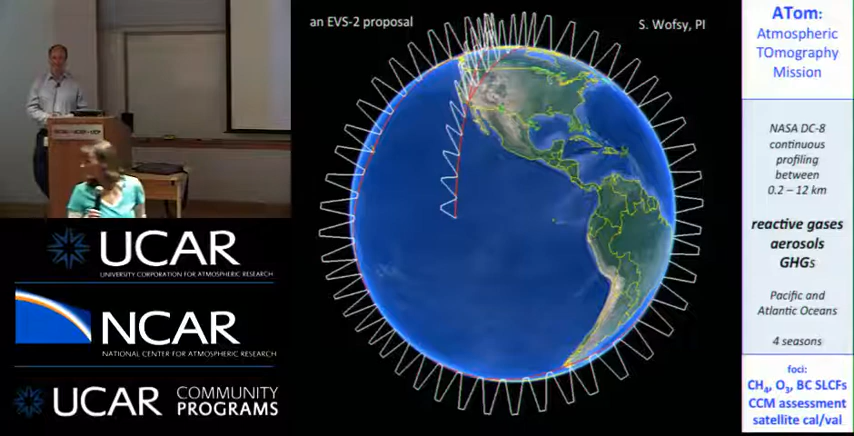 an EVS-2 proposal
S. Wofsy, PI
ATom:
Atmospheric
TOmography
Mission
NASA DC-8
continuous
profiling
between
0.2 – 12 km
reactive gases
aerosols
GHGs
Pacific and
Atlantic Oceans
4 seasons
foci:
CH₄, O₃, BC SLCFs
CCM assessment
satellite cal/val
UCAR
UNIVERSITY CORPORATION FOR ATMOSPHERIC RESEARCH
NCAR
NATIONAL CENTER FOR ATMOSPHERIC RESEARCH
UCAR COMMUNITY
PROGRAMS